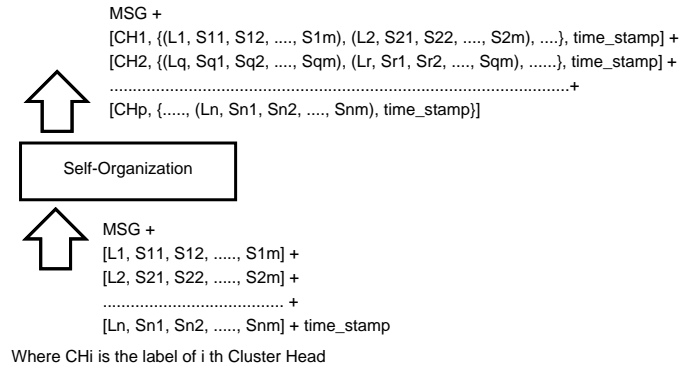 MSG +
[CH1, {(L1, S11, S12, ...., S1m), (L2, S21, S22, ...., S2m), ....}, time_stamp] +
[CH2, {(Lq, Sq1, Sq2, ...., Sqm), (Lr, Sr1, Sr2, ...., Sqm), ......}, time_stamp] +
...................................................................................................+
[CHp, {....., (Ln, Sn1, Sn2, ...., Snm), time_stamp}]
Self-Organization
MSG +
[L1, S11, S12, ....., S1m] +
[L2, S21, S22, ....., S2m] +
....................................... +
[Ln, Sn1, Sn2, ....., Snm] + time_stamp
Where CHi is the label of i th Cluster Head